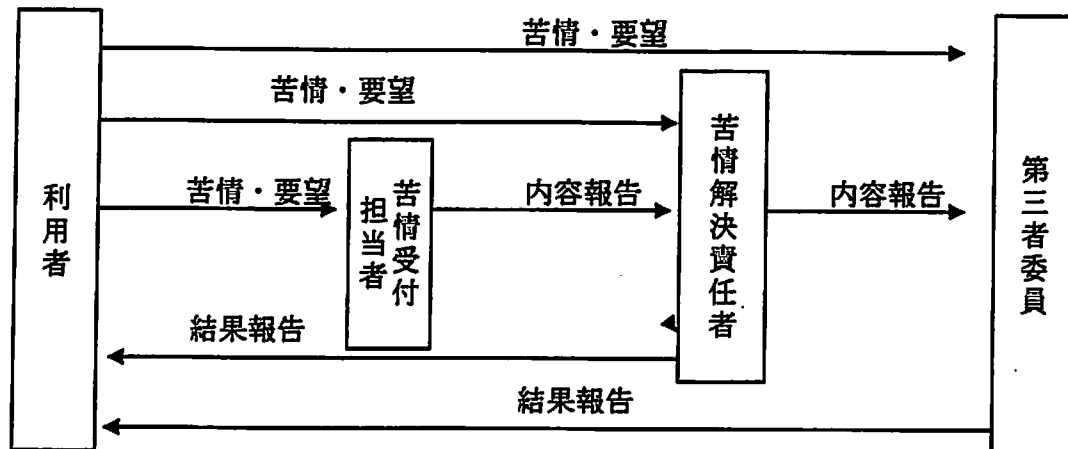 苦情・要望
苦情・要望
利用者
苦情・要望
苦情受付
担当者
内容報告
苦情解決責任者
内容報告
第三者委員
結果報告
結果報告